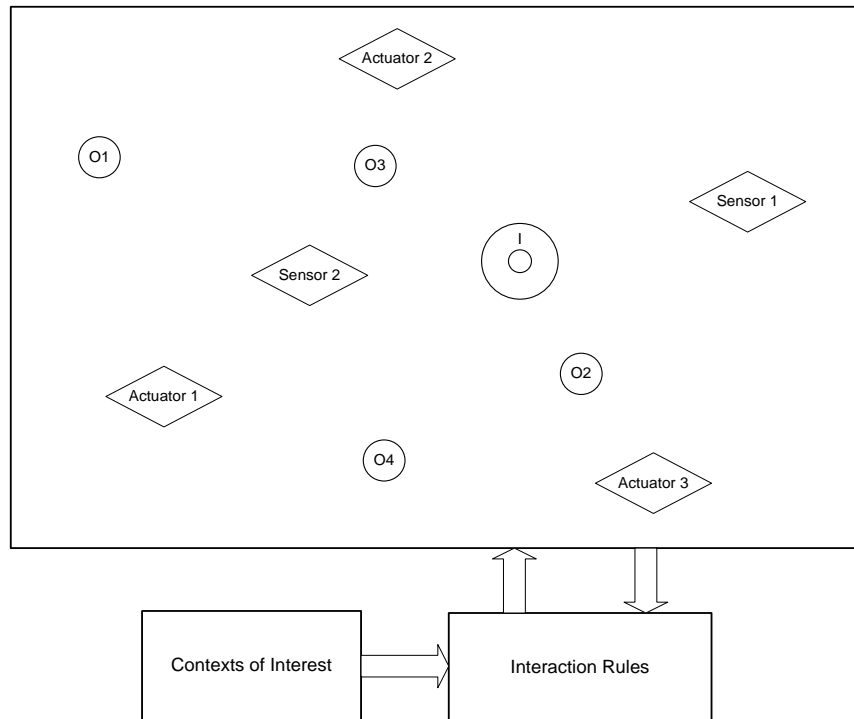 Actuator 2
O1
O3
Sensor 1
I
Sensor 2
O2
Actuator 1
O4
Actuator 3
Contexts of Interest
Interaction Rules